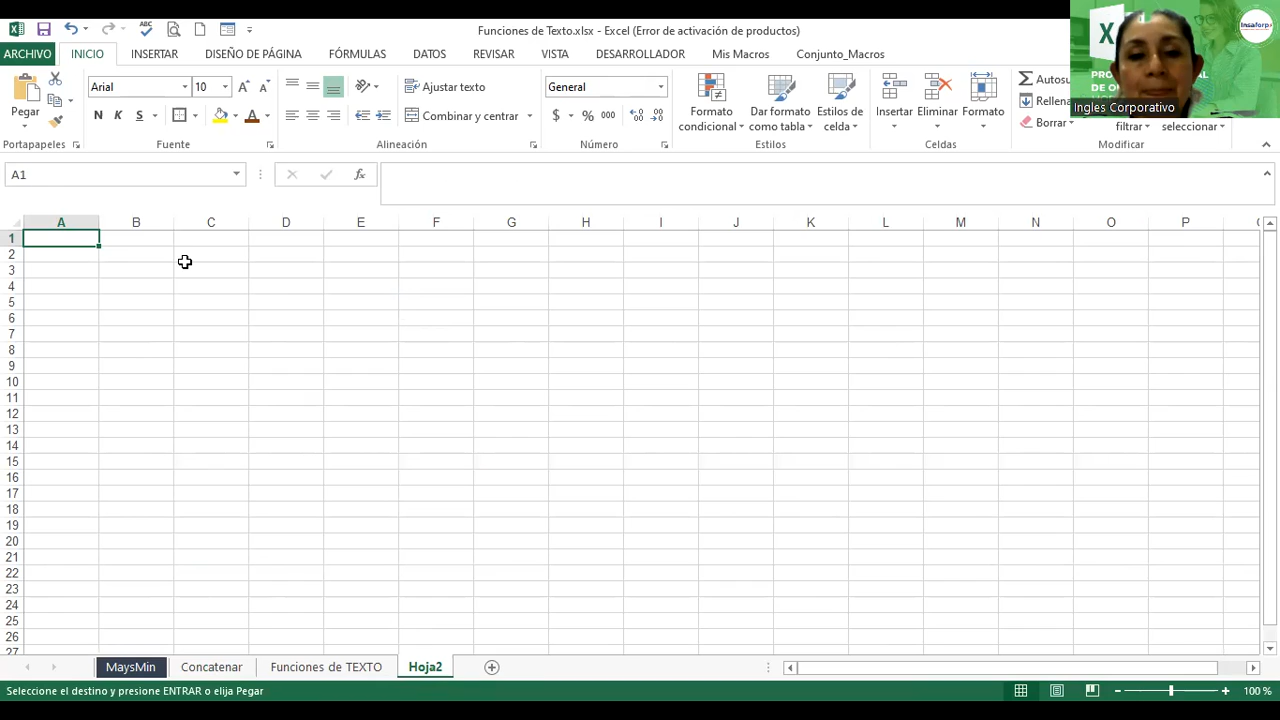 Funciones de Texto.xlsx - Excel (Error de activación de productos)
ARCHIVO INICIO INSERTAR DISEÑO DE PÁGINA FÓRMULAS DATOS REVISAR VISTA DESARROLLADOR Mis Macros Conjunto_Macros
Pegar
Portapapeles
Arial 10
N K S
Fuente
Ajustar texto
Combinar y centrar
Alineación
General
$ % 000
Número
Formato condicional
Dar formato como tabla
Estilos de celda
Estilos
Insertar Eliminar Formato
Celdas
Autosu
Rellena
Borrar
filtrar seleccionar
Modificar
Insaforp
Ingles Corporativo
A1
fx
A B C D E F G H I J K L M N O P
1
2
3
4
5
6
7
8
9
10
11
12
13
14
15
16
17
18
19
20
21
22
23
24
25
26
27
MaysMin Concatenar Funciones de TEXTO Hoja2
Seleccione el destino y presione ENTRAR o elija Pegar
100 %